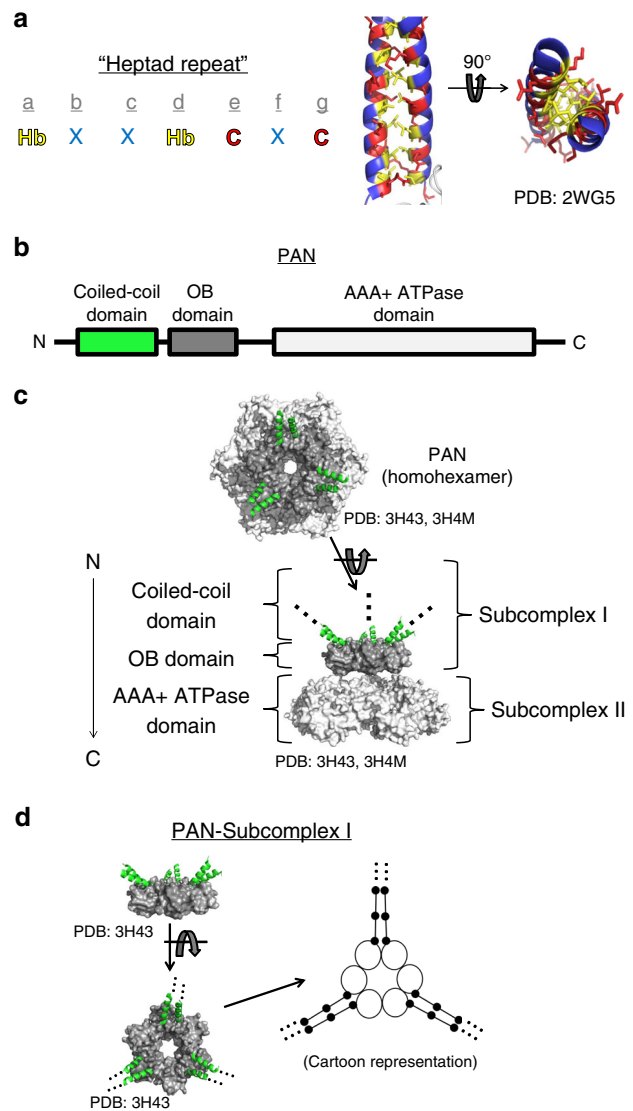 a
"Heptad repeat"
a b c d e f g
Hb X X Hb C X C
90°
PDB: 2WG5
b
PAN
Coiled-coil domain
OB domain
AAA+ ATPase domain
N
C
c
PAN
(homohexamer)
PDB: 3H43, 3H4M
N
Coiled-coil
domain
OB domain
AAA+ ATPase
domain
C
Subcomplex I
Subcomplex II
PDB: 3H43, 3H4M
d
PAN-Subcomplex I
PDB: 3H43
PDB: 3H43
(Cartoon representation)